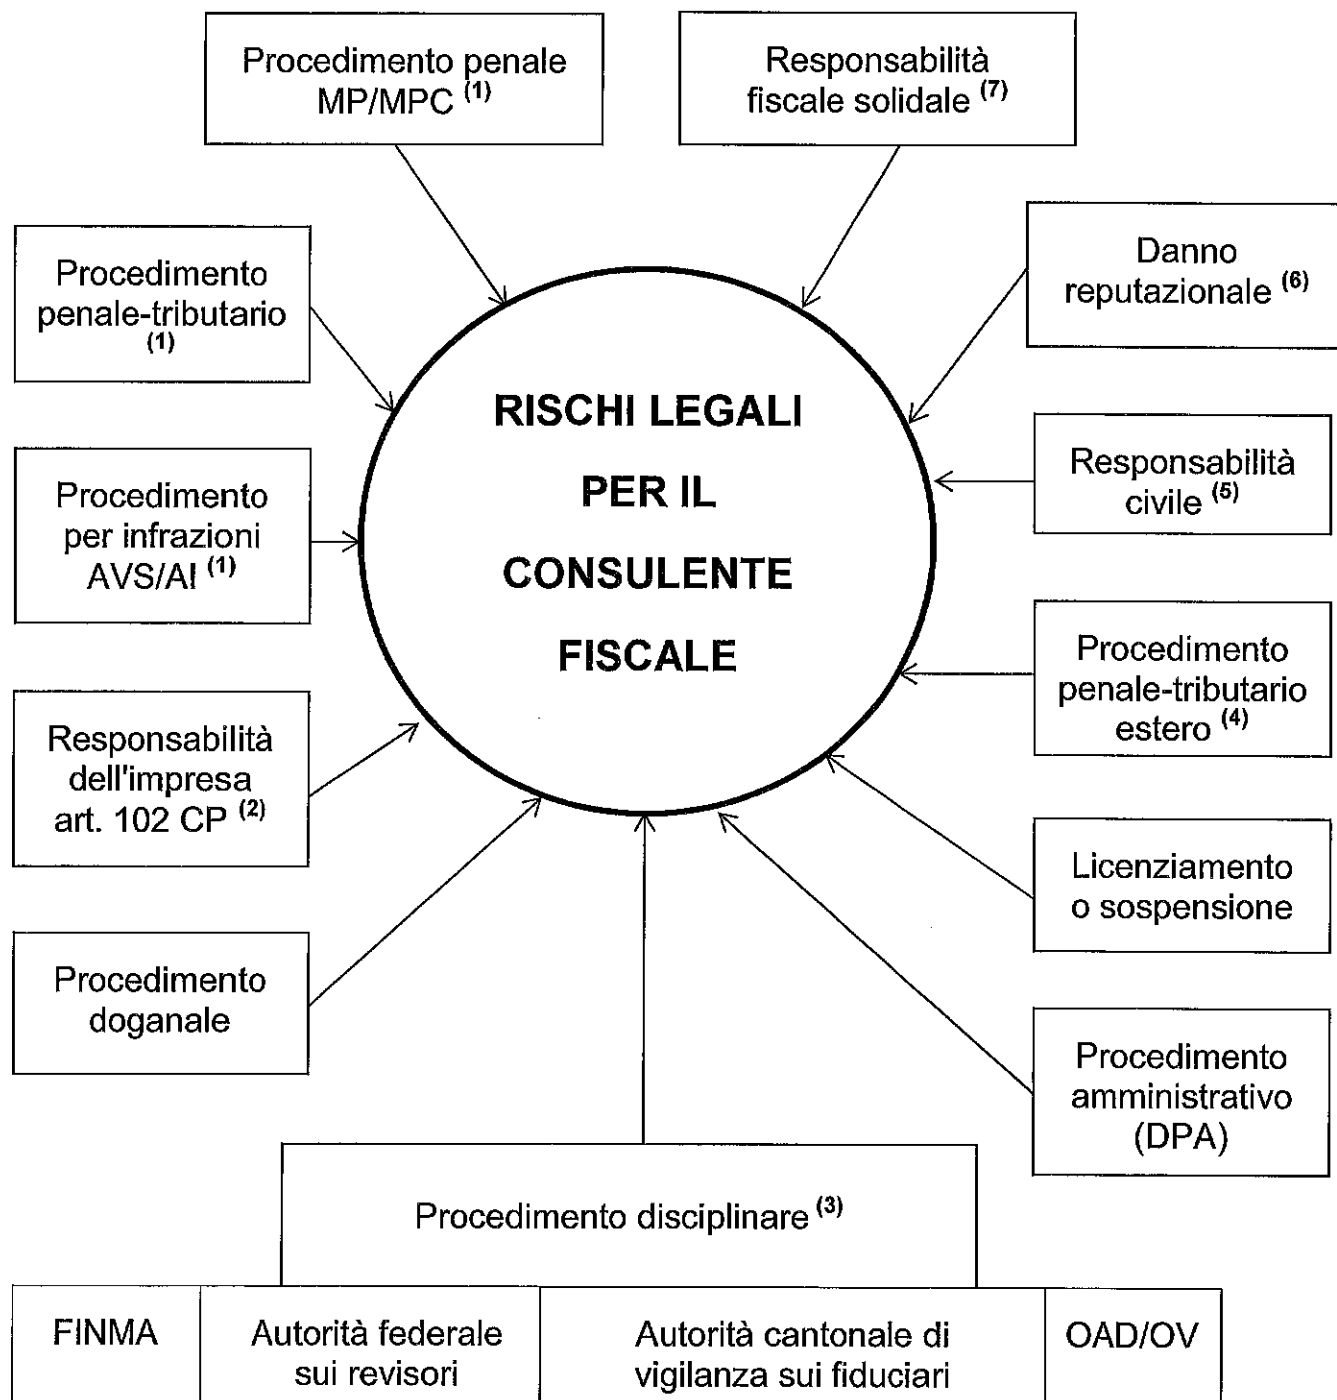 Procedimento penale
MP/MPC (1)
Responsabilità
fiscale solidale (7)
Procedimento
penale-tributario
(1)
Danno
reputazionale (6)
RISCHI LEGALI
PER IL
CONSULENTE
FISCALE
Procedimento
per infrazioni
AVS/AI (1)
Responsabilità
civile (5)
Responsabilità
dell'impresa
art. 102 CP (2)
Procedimento
penale-tributario
estero (4)
Procedimento
doganale
Licenziamento
o sospensione
Procedimento
amministrativo
(DPA)
Procedimento disciplinare (3)
FINMA
Autorità federale
sui revisori
Autorità cantonale di
vigilanza sui fiduciari
OAD/OV